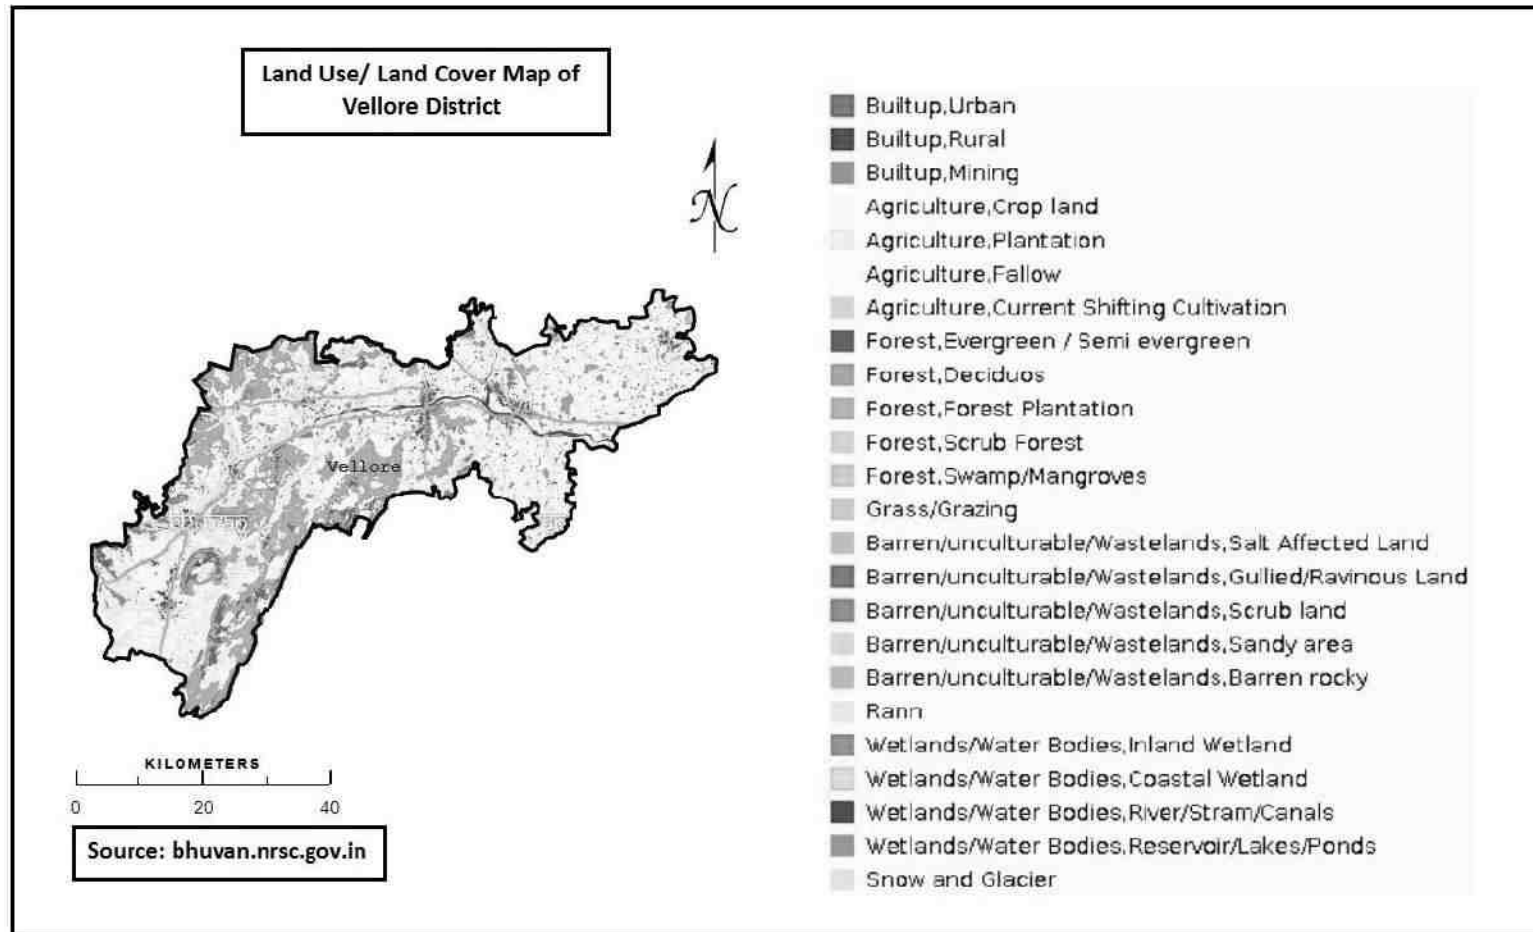 Land Use/ Land Cover Map of
Vellore District
N
Vellore
KILOMETERS
0 20 40
Source: bhuvan.nrsc.gov.in
Builtup,Urban
Builtup,Rural
Builtup,Mining
Agriculture,Crop land
Agriculture,Plantation
Agriculture,Fallow
Agriculture,Current Shifting Cultivation
Forest,Evergreen / Semi evergreen
Forest,Deciduos
Forest,Forest Plantation
Forest,Scrub Forest
Forest,Swamp/Mangroves
Grass/Grazing
Barren/unculturable/Wastelands,Salt Affected Land
Barren/unculturable/Wastelands,Gullied/Ravinous Land
Barren/unculturable/Wastelands,Scrub land
Barren/unculturable/Wastelands,Sandy area
Barren/unculturable/Wastelands,Barren rocky
Rann
Wetlands/Water Bodies,Inland Wetland
Wetlands/Water Bodies,Coastal Wetland
Wetlands/Water Bodies,River/Stram/Canals
Wetlands/Water Bodies,Reservoir/Lakes/Ponds
Snow and Glacier